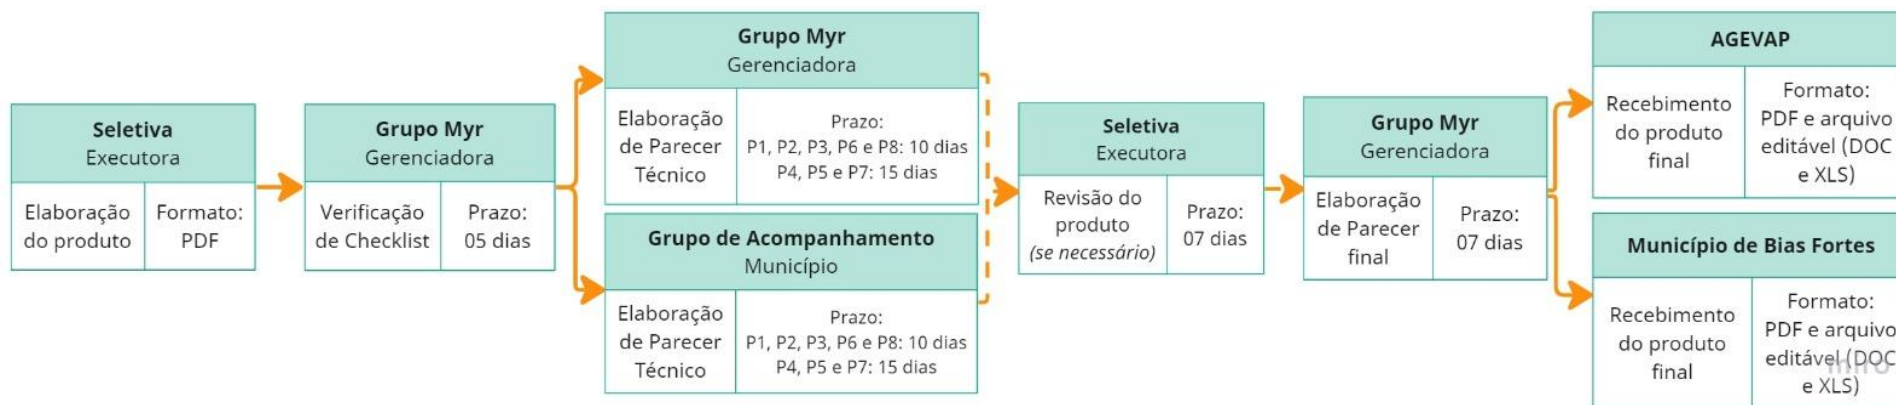 Seletiva
Executora
Elaboração
do produto
Formato:
PDF
Grupo Myr
Gerenciadora
Verificação
de Checklist
Prazo:
05 dias
Grupo Myr
Gerenciadora
Elaboração
de Parecer
Técnico
Prazo:
P1, P2, P3, P6 e P8: 10 dias
P4, P5 e P7: 15 dias
Grupo de Acompanhamento
Município
Elaboração
de Parecer
Técnico
Prazo:
P1, P2, P3, P6 e P8: 10 dias
P4, P5 e P7: 15 dias
Seletiva
Executora
Revisão do
produto
(se necessário)
Prazo:
07 dias
Grupo Myr
Gerenciadora
Elaboração
de Parecer
final
Prazo:
07 dias
AGEVAP
Recebimento
do produto
final
Formato:
PDF e arquivo
editável (DOC
e XLS)
Município de Bias Fortes
Recebimento
do produto
final
Formato:
PDF e arquivo
editável (DOC
e XLS)
miro